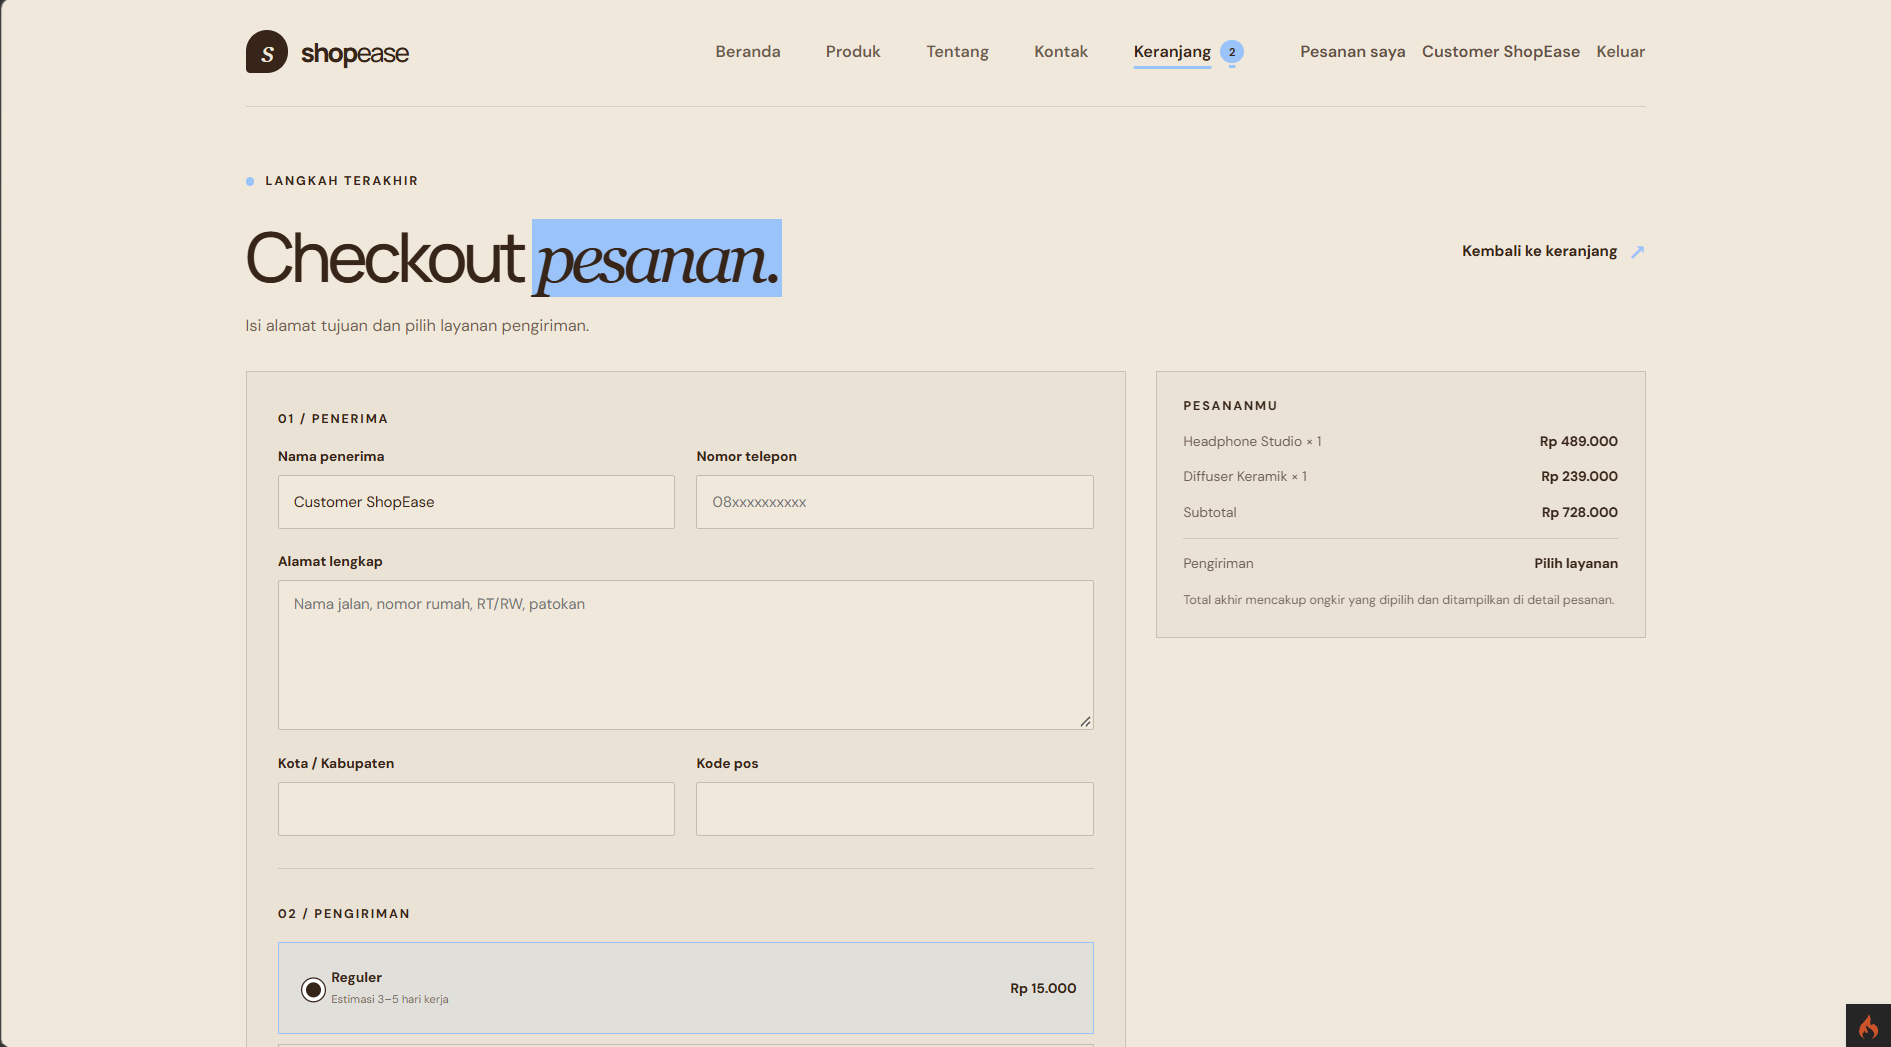 s shopease
Beranda Produk Tentang Kontak Keranjang 2 Pesanan saya Customer ShopEase Keluar
LANGKAH TERAKHIR
Checkout pesanan.
Kembali ke keranjang ↗
Isi alamat tujuan dan pilih layanan pengiriman.
01 / PENERIMA
Nama penerima
Customer ShopEase
Nomor telepon
08xxxxxxxxxx
Alamat lengkap
Nama jalan, nomor rumah, RT/RW, patokan
Kota / Kabupaten
Kode pos
02 / PENGIRIMAN
Reguler
Estimasi 3–5 hari kerja
Rp 15.000
PESANANMU
Headphone Studio × 1 Rp 489.000
Diffuser Keramik × 1 Rp 239.000
Subtotal Rp 728.000
Pengiriman Pilih layanan
Total akhir mencakup ongkir yang dipilih dan ditampilkan di detail pesanan.